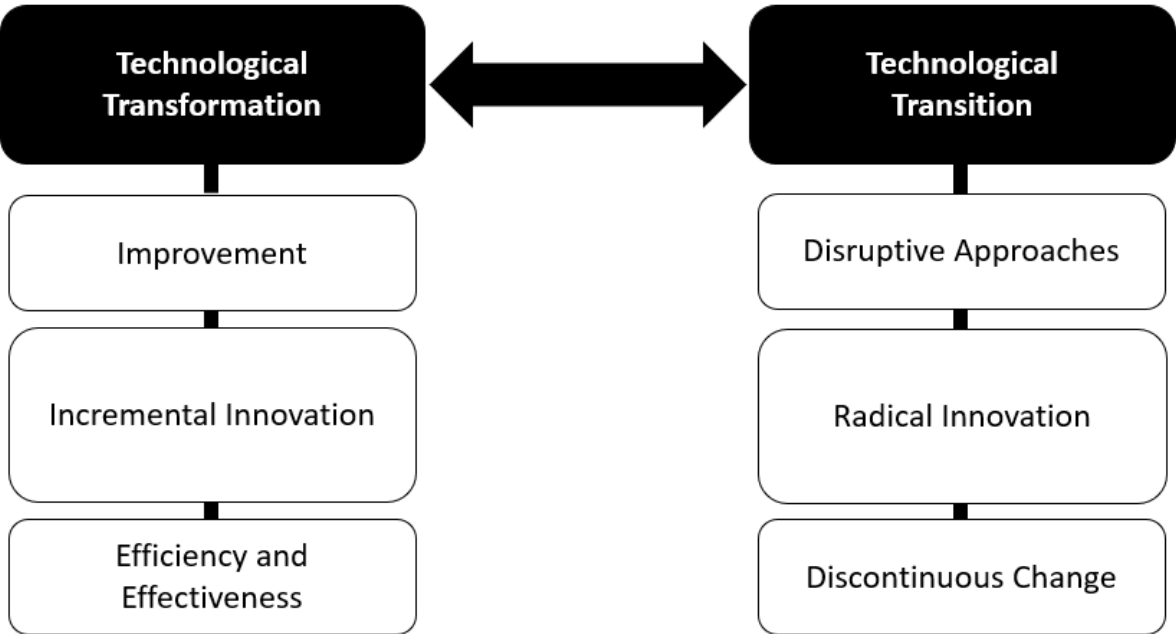 Technological
Transformation
Technological
Transition
Improvement
Disruptive Approaches
Incremental Innovation
Radical Innovation
Efficiency and
Effectiveness
Discontinuous Change